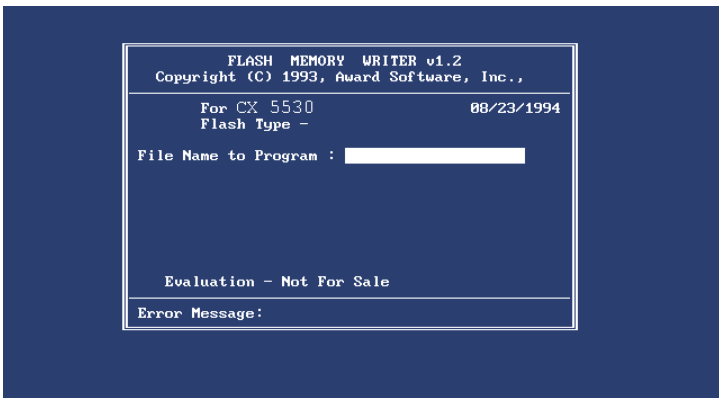 FLASH MEMORY WRITER v1.2
Copyright (C) 1993, Award Software, Inc.,
For CX 5530 08/23/1994
Flash Type -
File Name to Program :
Evaluation - Not For Sale
Error Message: